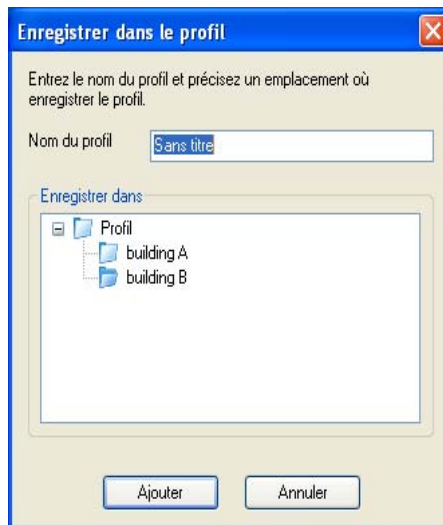 Enregistrer dans le profil
Entrez le nom du profil et précisez un emplacement où
enregistrer le profil.
Nom du profil Sans titre
Enregistrer dans
Profil
building A
building B
Ajouter Annuler